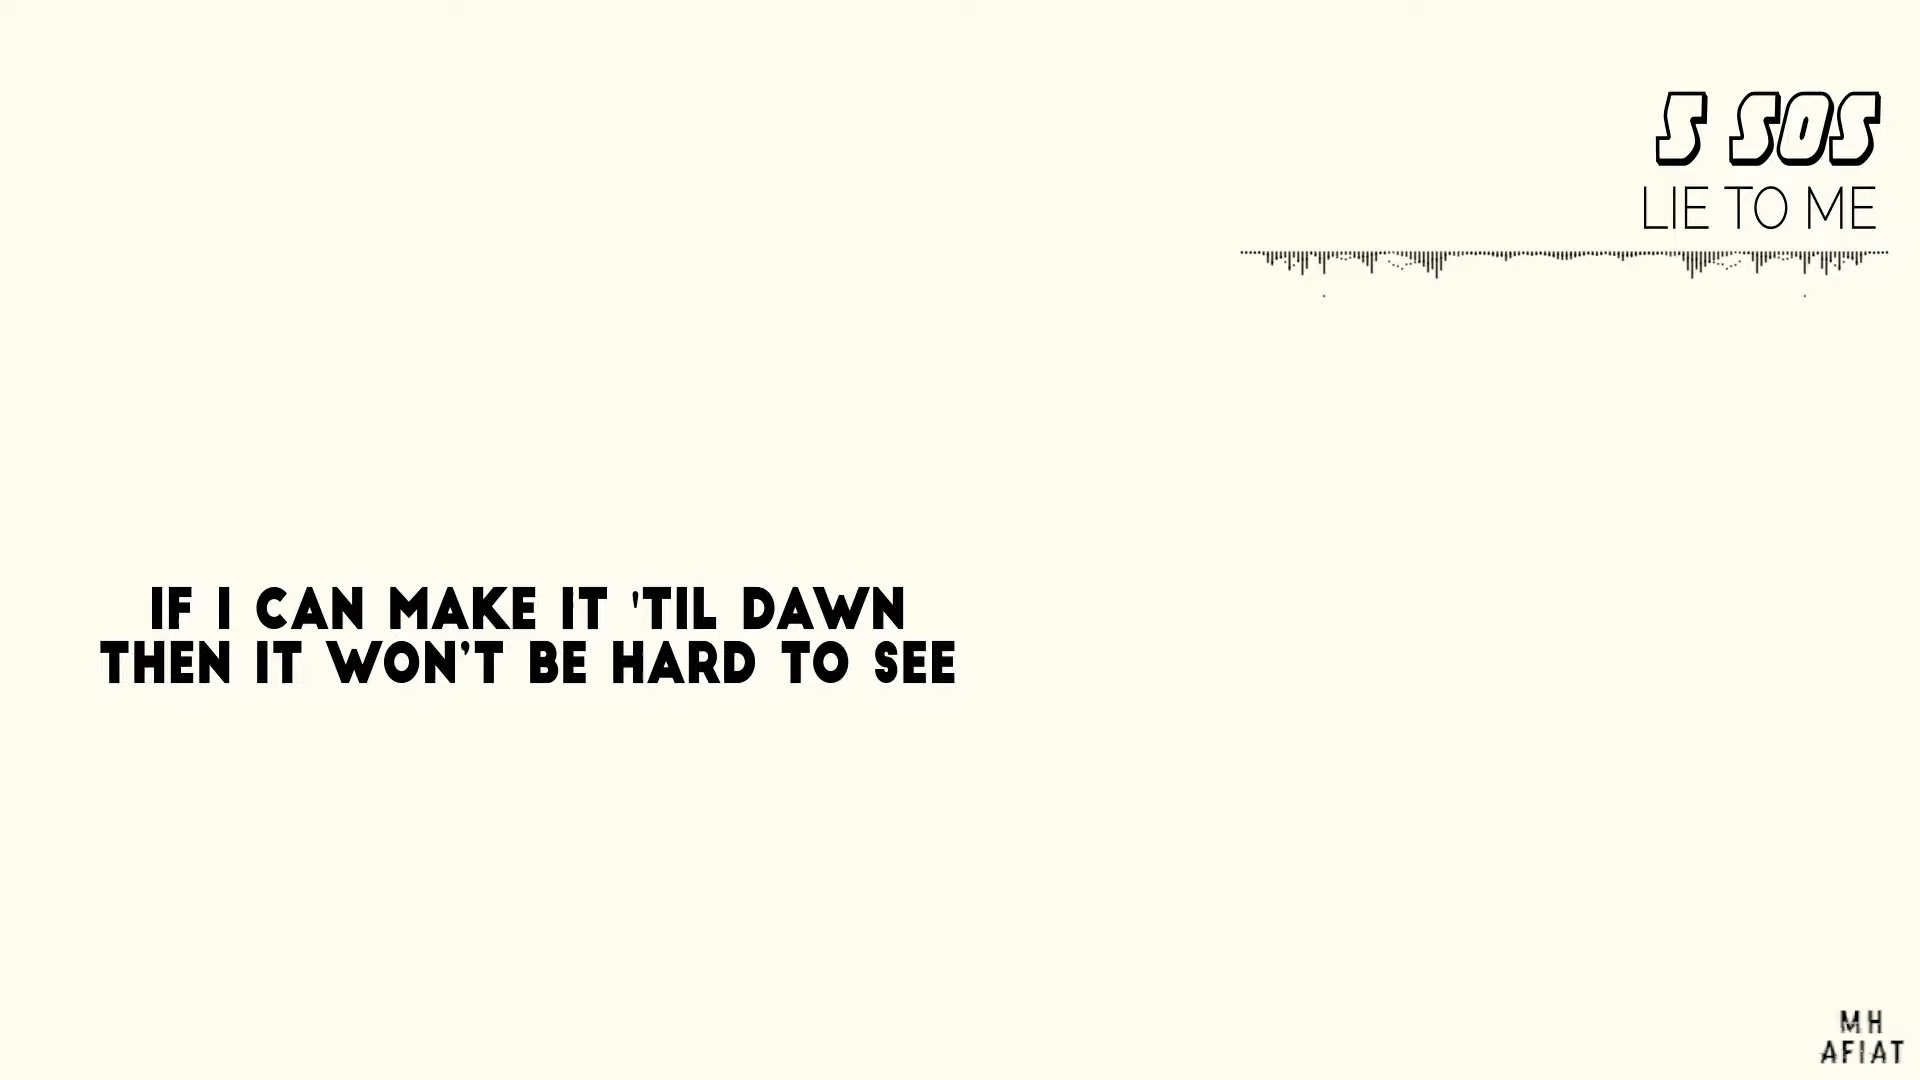 5 SOS
LIE TO ME
IF I CAN MAKE IT 'TIL DAWN
THEN IT WON'T BE HARD TO SEE
MH
AFIAT